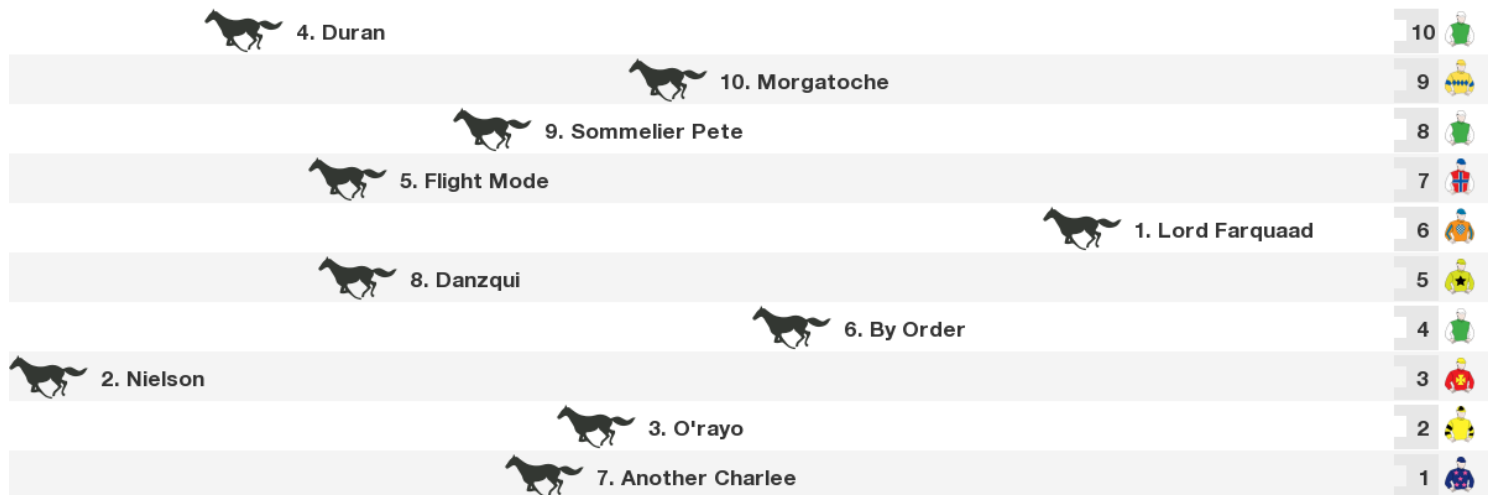 4. Duran 10
10. Morgatoche 9
9. Sommelier Pete 8
5. Flight Mode 7
1. Lord Farquaad 6
8. Danzqui 5
6. By Order 4
2. Nielson 3
3. O'rayo 2
7. Another Charlee 1